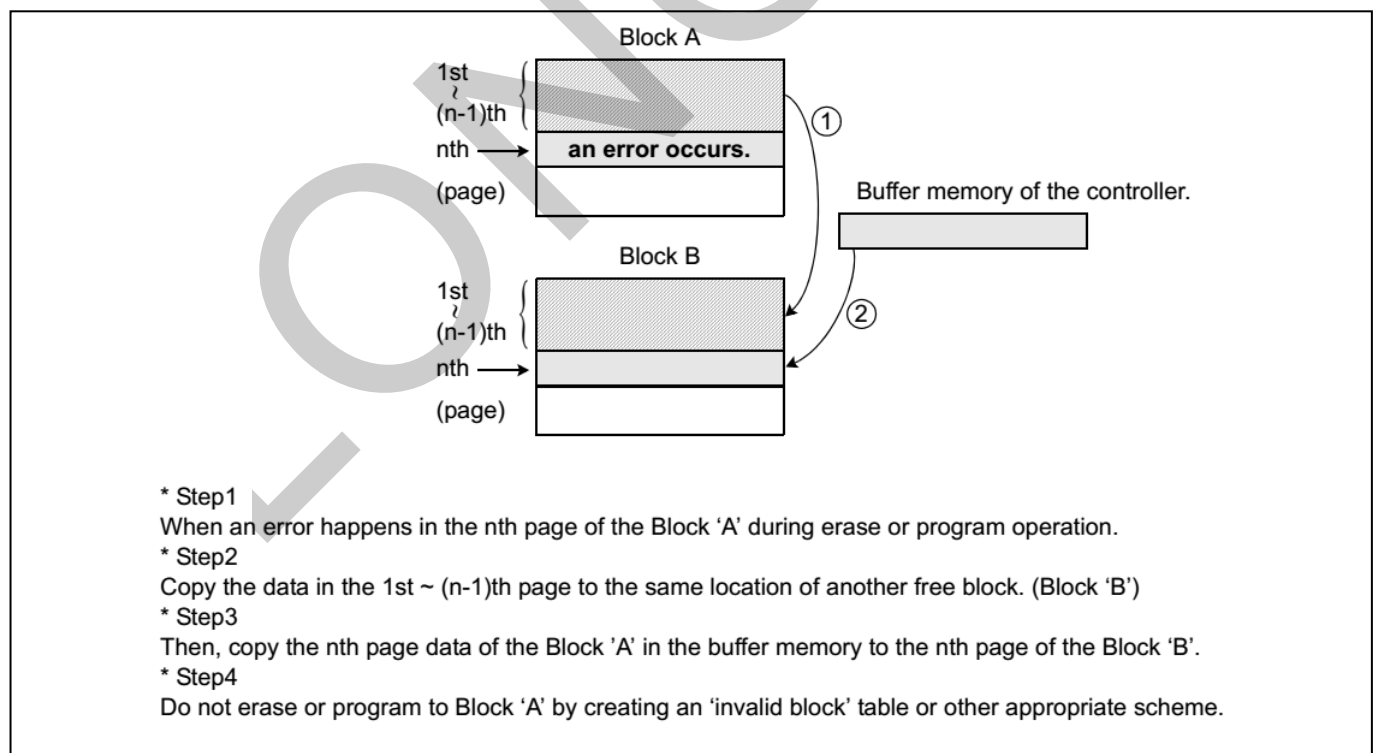 Block A
1st
~
(n-1)th
nth
an error occurs.
(page)
①
Buffer memory of the controller.
Block B
1st
~
(n-1)th
nth
(page)
②
* Step1
When an error happens in the nth page of the Block ‘A’ during erase or program operation.
* Step2
Copy the data in the 1st ~ (n-1)th page to the same location of another free block. (Block ‘B’)
* Step3
Then, copy the nth page data of the Block ’A’ in the buffer memory to the nth page of the Block ‘B’.
* Step4
Do not erase or program to Block ‘A’ by creating an ‘invalid block’ table or other appropriate scheme.